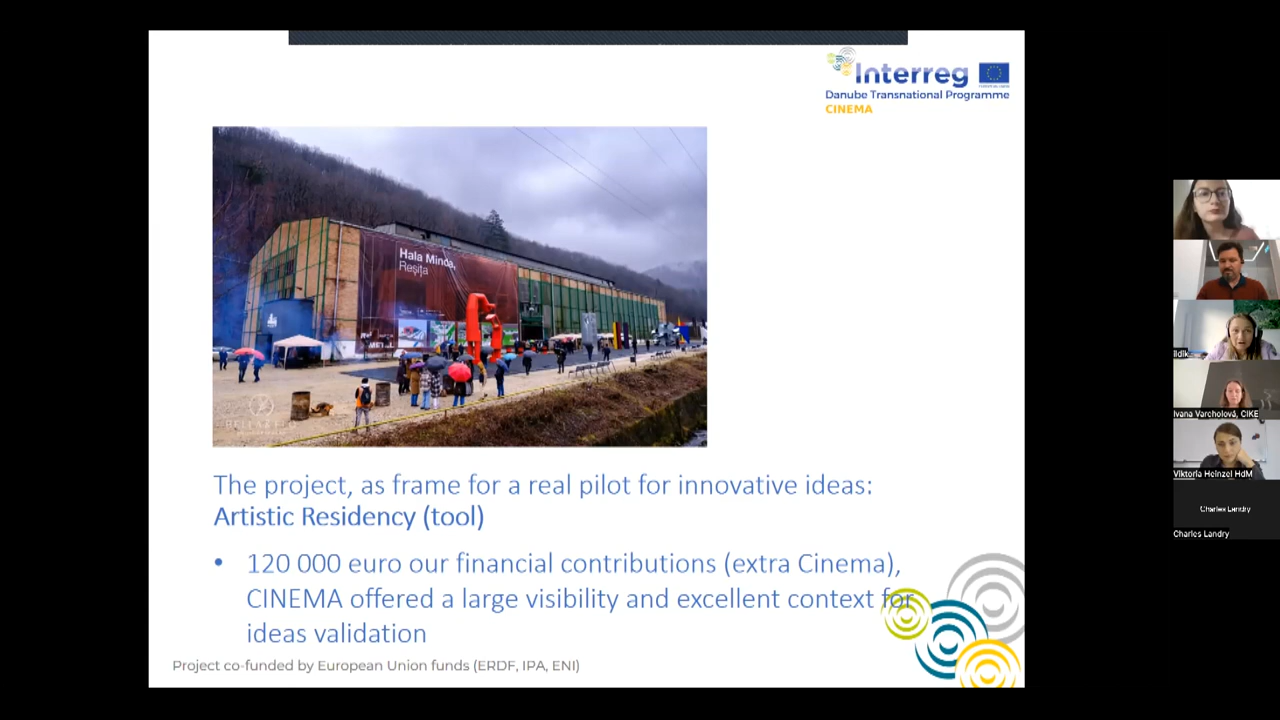 Interreg
Danube Transnational Programme
CINEMA
Hala Minda,
Reșița
The project, as frame for a real pilot for innovative ideas:
Artistic Residency (tool)
• 120 000 euro our financial contributions (extra Cinema),
CINEMA offered a large visibility and excellent context for
ideas validation
Project co-funded by European Union funds (ERDF, IPA, ENI)
ildik
Ivana Varcholová, CIKE
Viktoria Heinzel HdM
Charles Landry
Charles Landry